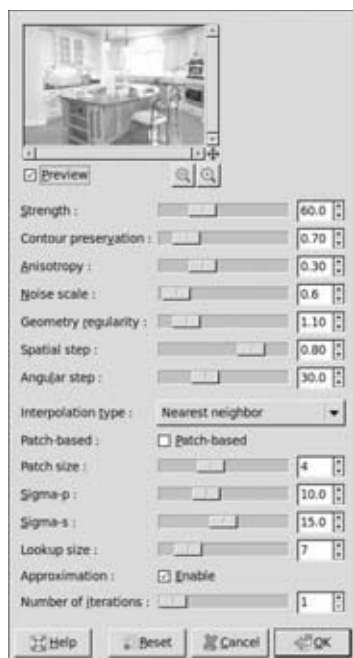 Preview
Strength : 60.0
Contour preservation : 0.70
Anisotropy : 0.30
Noise scale : 0.6
Geometry regularity : 1.10
Spatial step : 0.80
Angular step : 30.0
Interpolation type : Nearest neighbor
Patch-based : Patch-based
Patch size : 4
Sigma-p : 10.0
Sigma-s : 15.0
Lookup size : 7
Approximation : Enable
Number of iterations : 1
Help Reset Cancel OK